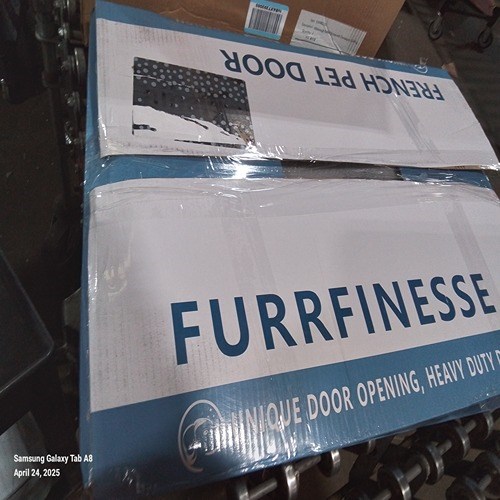 FRENCH PET DOOR
FURRFINESSE
UNIQUE DOOR OPENING, HEAVY DUTY
Samsung Galaxy Tab A8
April 24, 2025